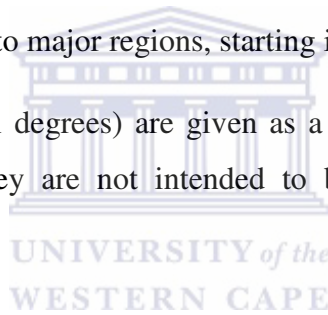 to major regions, starting i
degrees) are given as a
ey are not intended to b
UNIVERSITY of the
WESTERN CAPE